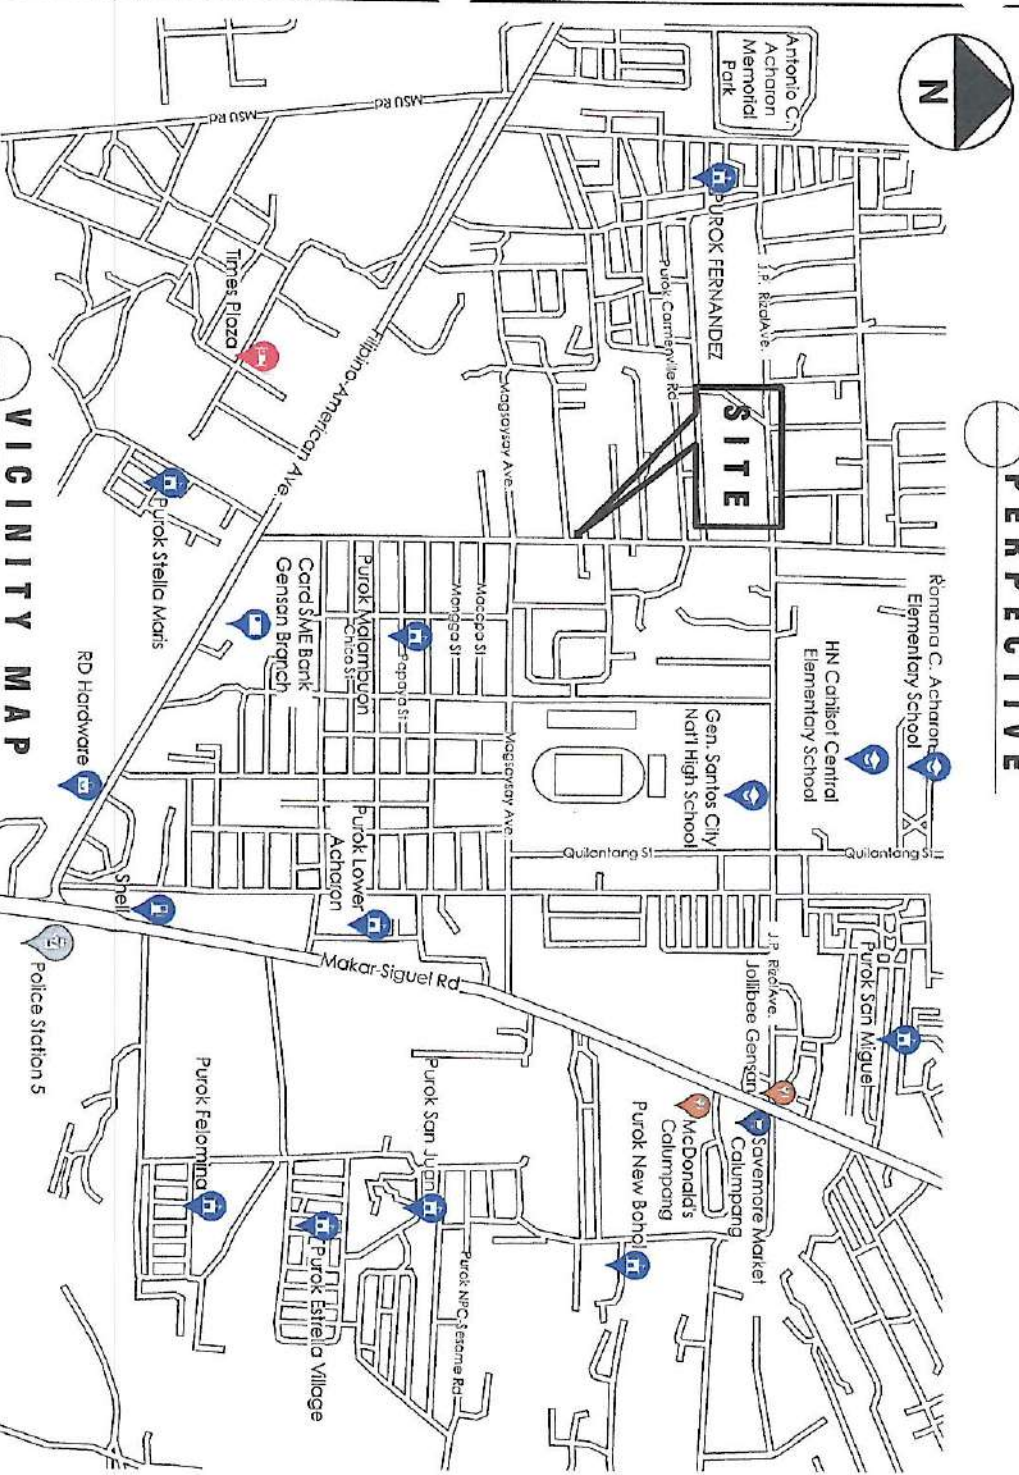 PERPECTIVE
N
Antonio C.
Acharon
Memorial
Park
Romana C. Acharon
Elementary School
HN Cahilsot Central
Elementary School
Quilantang St
Purok San Miguel
PUROK FERNANDEZ
J.P. Rizal Ave.
SITE
Gen. Santos City
Nat'l High School
J.P. Rizal Ave.
Jollibee Gensan
Savemore Market
Calumpang
McDonald's
Calumpang
Purok Carmenville Rd
Quilantang St
Purok New Bohol
Magsaysay Ave.
Magsaysay Ave.
Macopa St
Mangga St
Papaya St
Purok Malambuon
Chico St
Purok Lower
Acharon
Makar-Siguel Rd
Purok San Juan
Purok NPC-Sesame Rd
MSU Rd
MSU Rd
Filipino-American Ave.
Card SME Bank
Gensan Branch
Purok Estrella Village
Times Plaza
Purok Stella Maris
Shell
Purok Felomina
RD Hardware
Police Station 5
VICINITY MAP